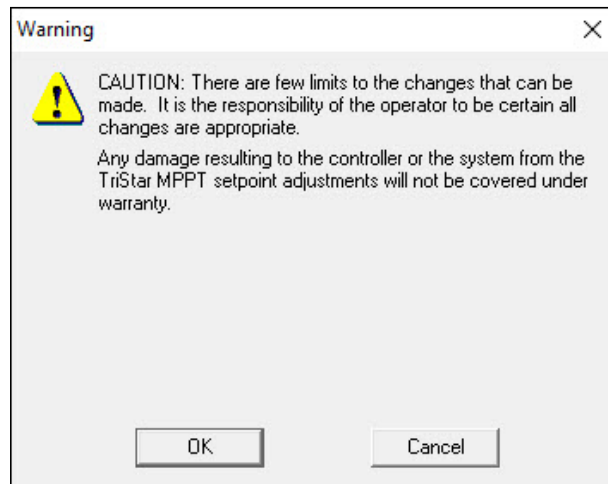 Warning
CAUTION: There are few limits to the changes that can be
made. It is the responsibility of the operator to be certain all
changes are appropriate.
Any damage resulting to the controller or the system from the
TriStar MPPT setpoint adjustments will not be covered under
warranty.
OK
Cancel